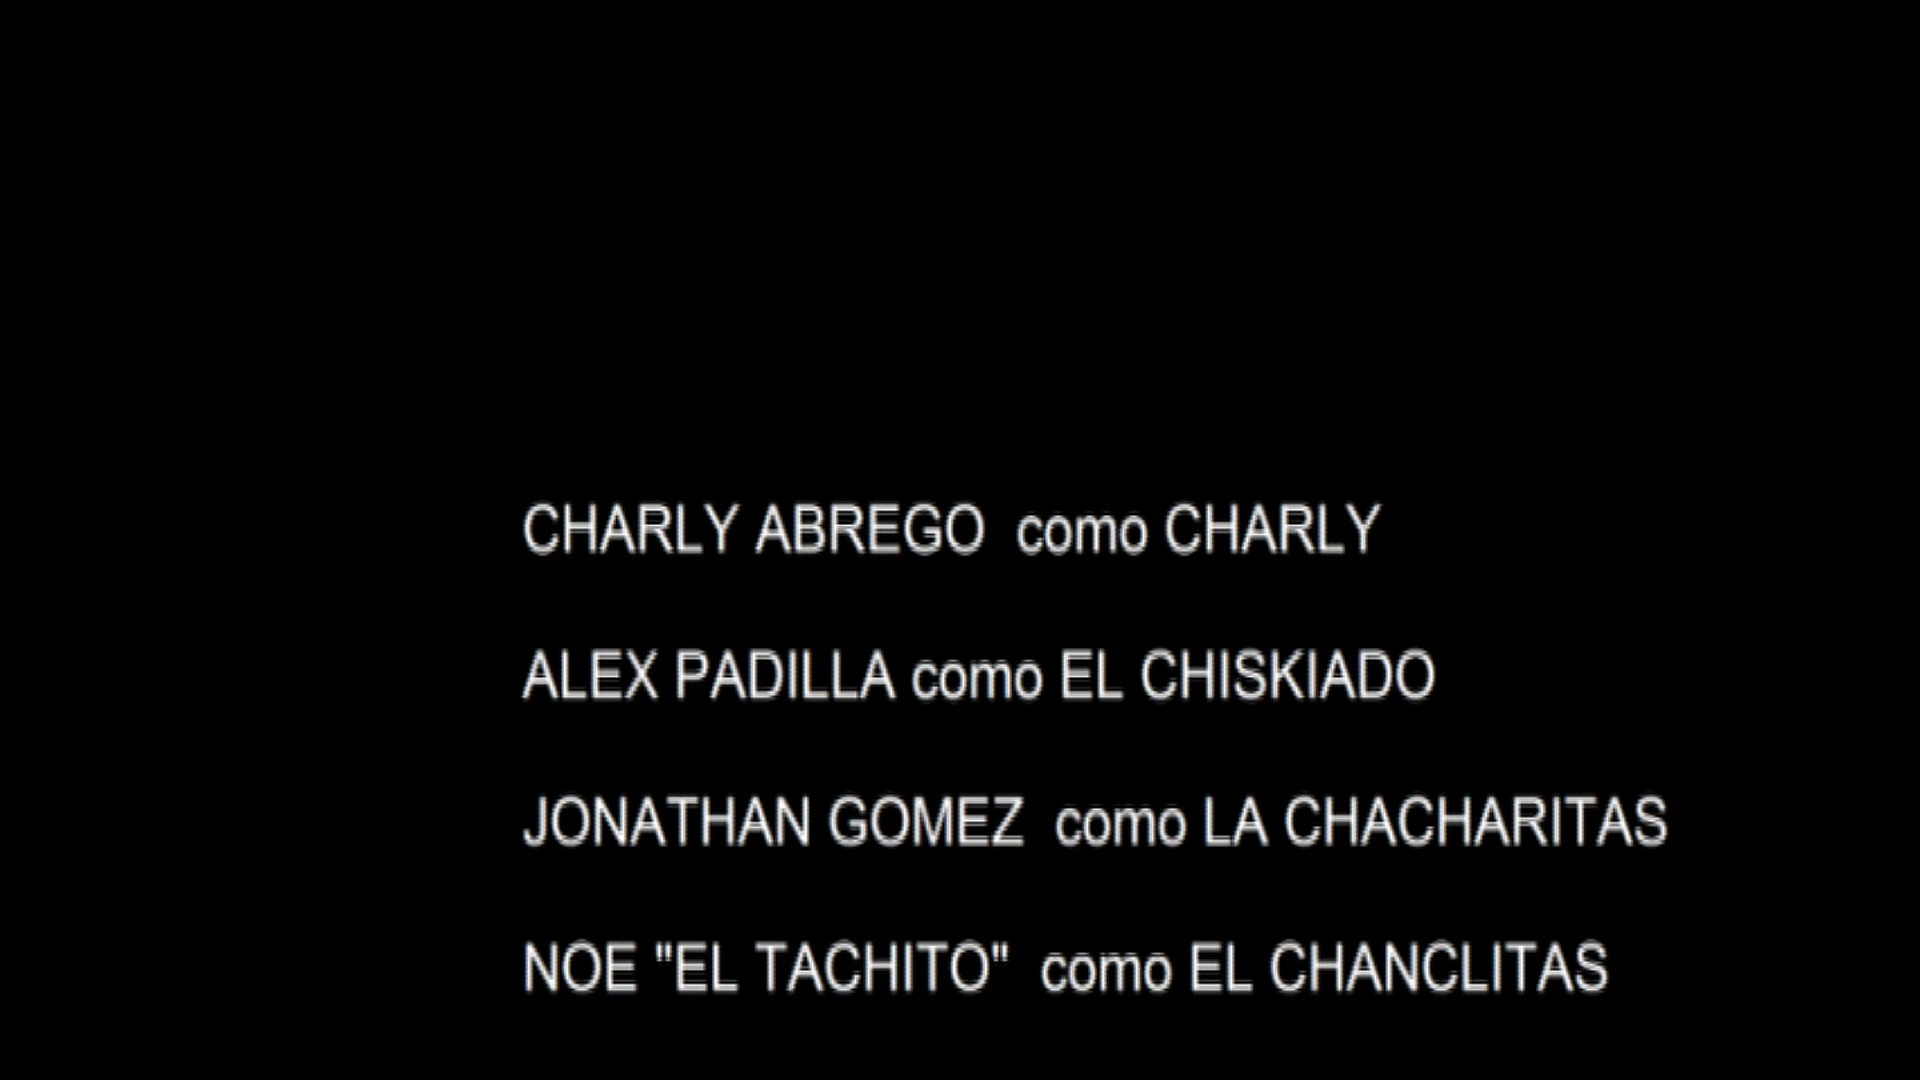 CHARLY ABREGO  como CHARLY
ALEX PADILLA como EL CHISKIADO
JONATHAN GOMEZ  como LA CHACHARITAS
NOE "EL TACHITO"  como EL CHANCLITAS